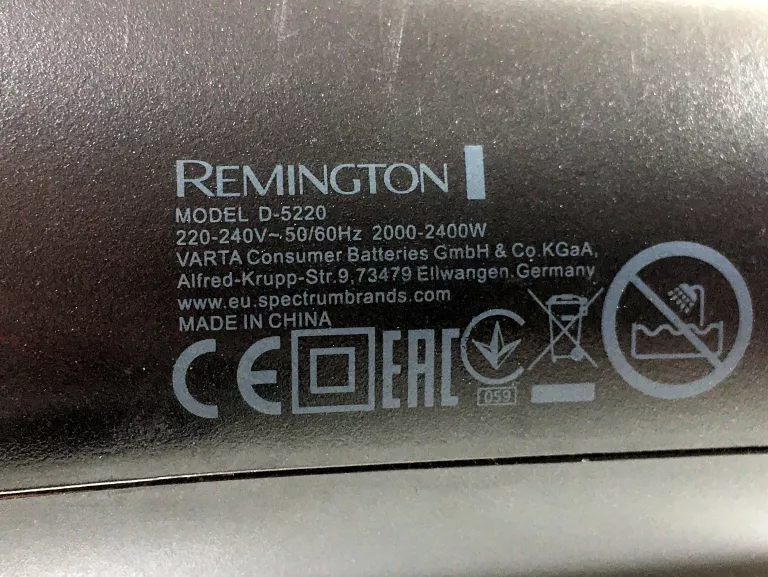 REMINGTON
MODEL D-5220
220-240V~50/60Hz 2000-2400W
VARTA Consumer Batteries GmbH & Co.KGaA,
Alfred-Krupp-Str.9,73479 Ellwangen,Germany
www.eu.spectrumbrands.com
MADE IN CHINA
CE EAC
059